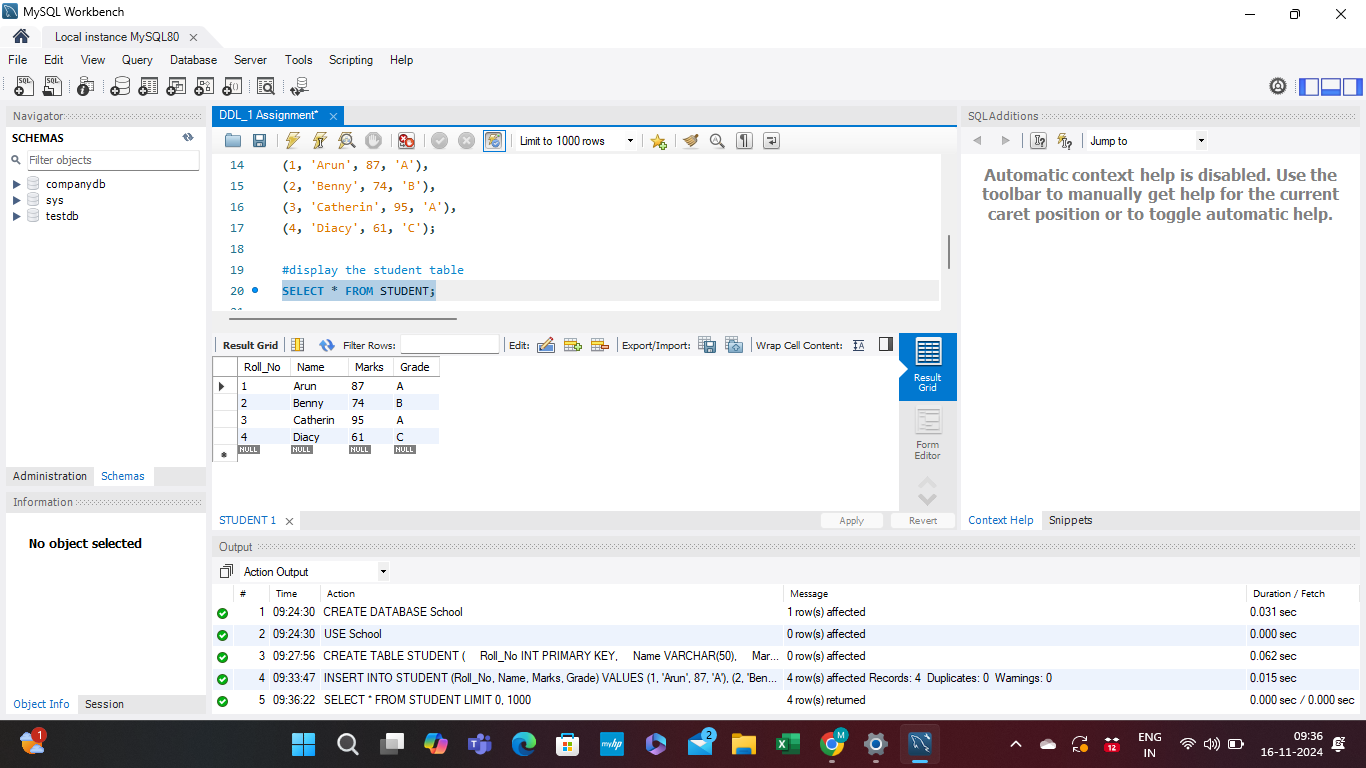 MySQL Workbench
Local instance MySQL80
File Edit View Query Database Server Tools Scripting Help
Navigator
SCHEMAS
Filter objects
companydb
sys
testdb
Administration Schemas
Information
No object selected
Object Info Session
DDL_1 Assignment*
Limit to 1000 rows
14 (1, 'Arun', 87, 'A'),
15 (2, 'Benny', 74, 'B'),
16 (3, 'Catherin', 95, 'A'),
17 (4, 'Diacy', 61, 'C');
18
19 #display the student table
20 SELECT * FROM STUDENT;
Result Grid Filter Rows: Edit: Export/Import: Wrap Cell Content:
Roll_No Name Marks Grade
1 Arun 87 A
2 Benny 74 B
3 Catherin 95 A
4 Diacy 61 C
NULL NULL NULL NULL
Result Grid
Form Editor
STUDENT 1 Apply Revert
SQLAdditions
Jump to
Automatic context help is disabled. Use the
toolbar to manually get help for the current
caret position or to toggle automatic help.
Context Help Snippets
Output
Action Output
# Time Action Message Duration / Fetch
1 09:24:30 CREATE DATABASE School 1 row(s) affected 0.031 sec
2 09:24:30 USE School 0 row(s) affected 0.000 sec
3 09:27:56 CREATE TABLE STUDENT ( Roll_No INT PRIMARY KEY, Name VARCHAR(50), Mar... 0 row(s) affected 0.062 sec
4 09:33:47 INSERT INTO STUDENT (Roll_No, Name, Marks, Grade) VALUES (1, 'Arun', 87, 'A'), (2, 'Ben... 4 row(s) affected Records: 4 Duplicates: 0 Warnings: 0 0.015 sec
5 09:36:22 SELECT * FROM STUDENT LIMIT 0, 1000 4 row(s) returned 0.000 sec / 0.000 sec
1
myhp
2
M
12
ENG
IN
09:36
16-11-2024